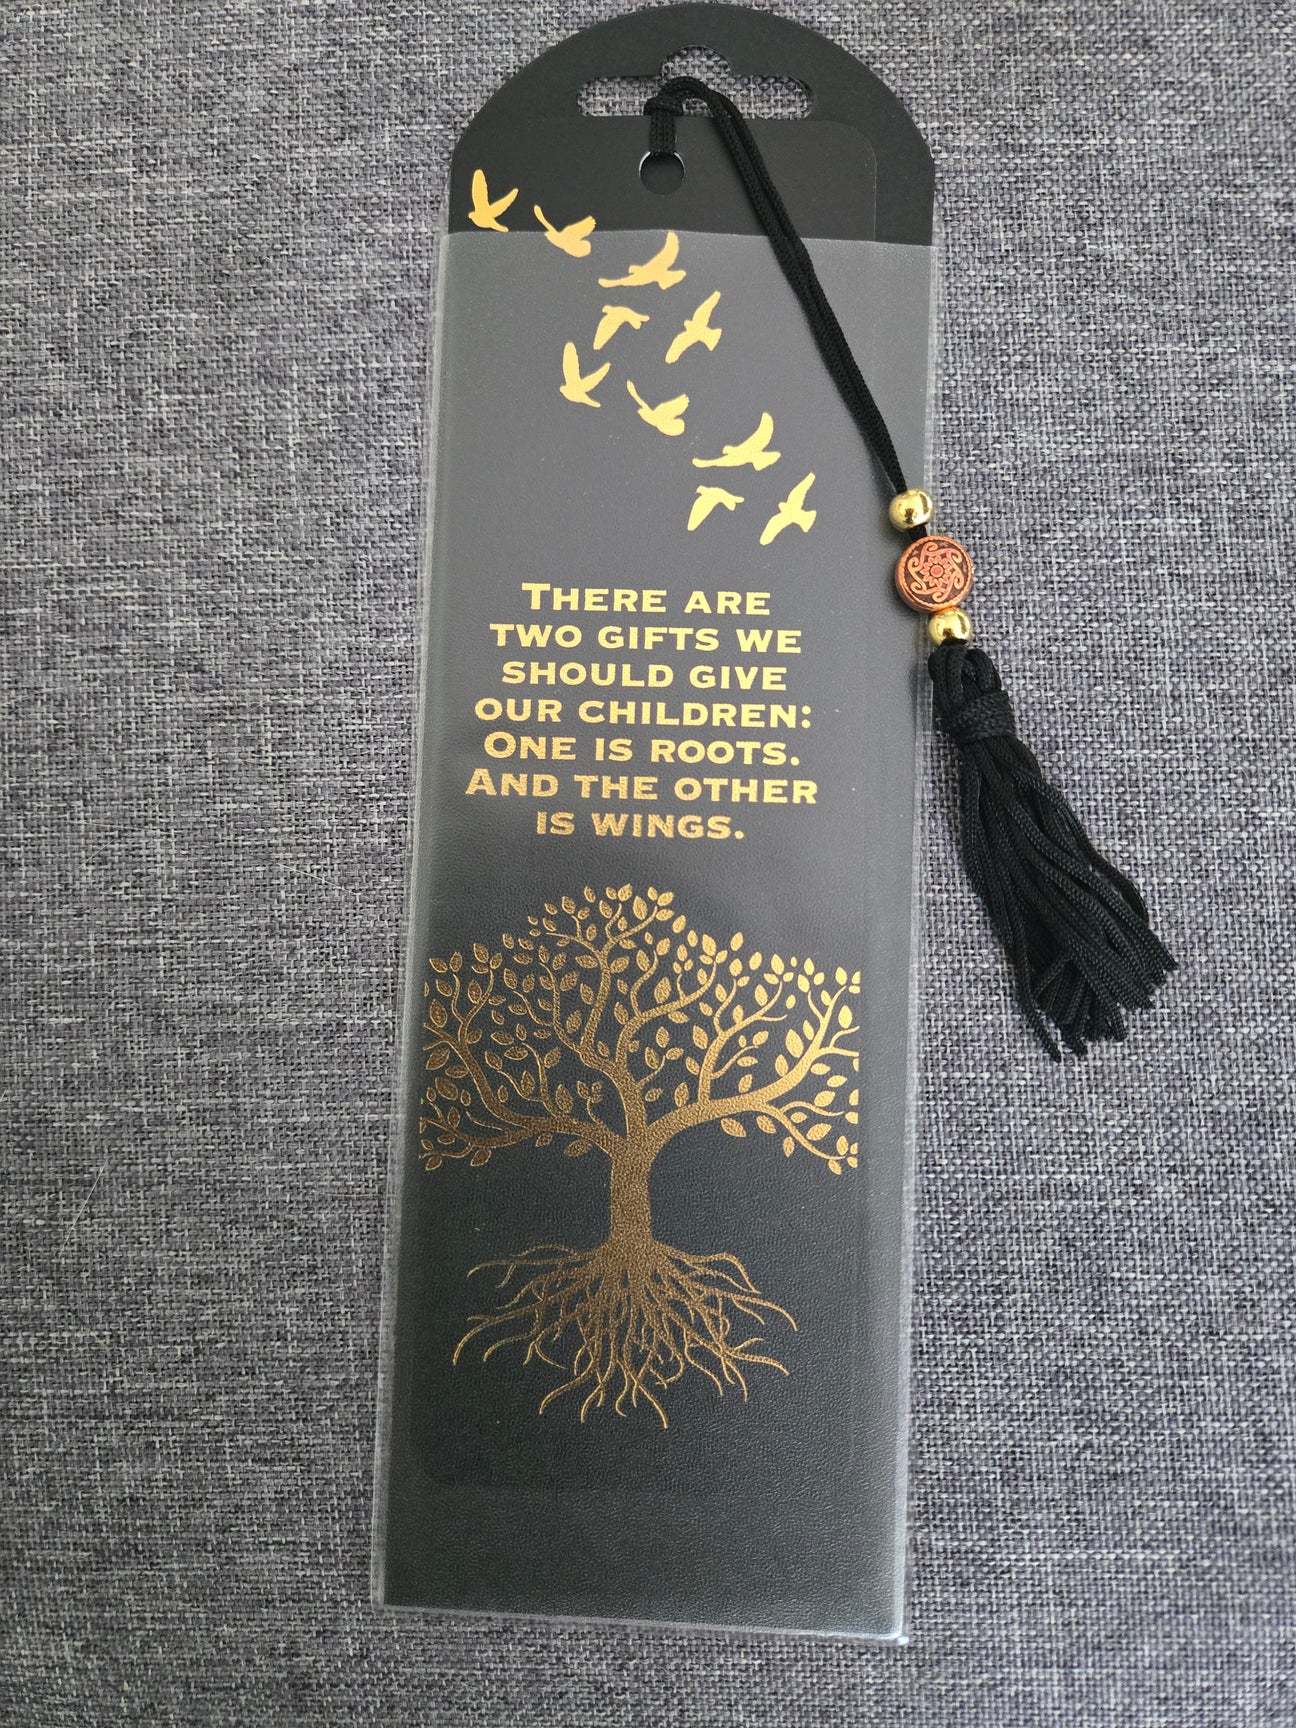 There are
two gifts we
should give
our children:
One is roots.
And the other
is wings.